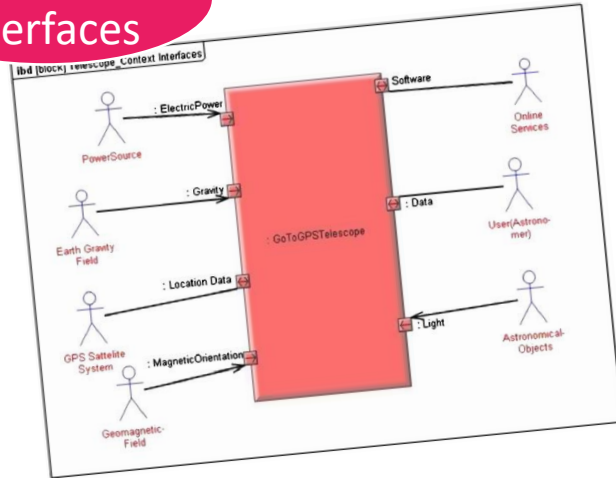 erfaces
ibd [block] Telescope_Context Interfaces
: ElectricPower
PowerSource
: Gravity
Earth Gravity
Field
: Location Data
GPS Sattelite
System
: MagneticOrientation
Geomagnetic-
Field
: GoToGPSTelescope
Software
Online
Services
: Data
User(Astrono-
mer)
: Light
Astronomical-
Objects